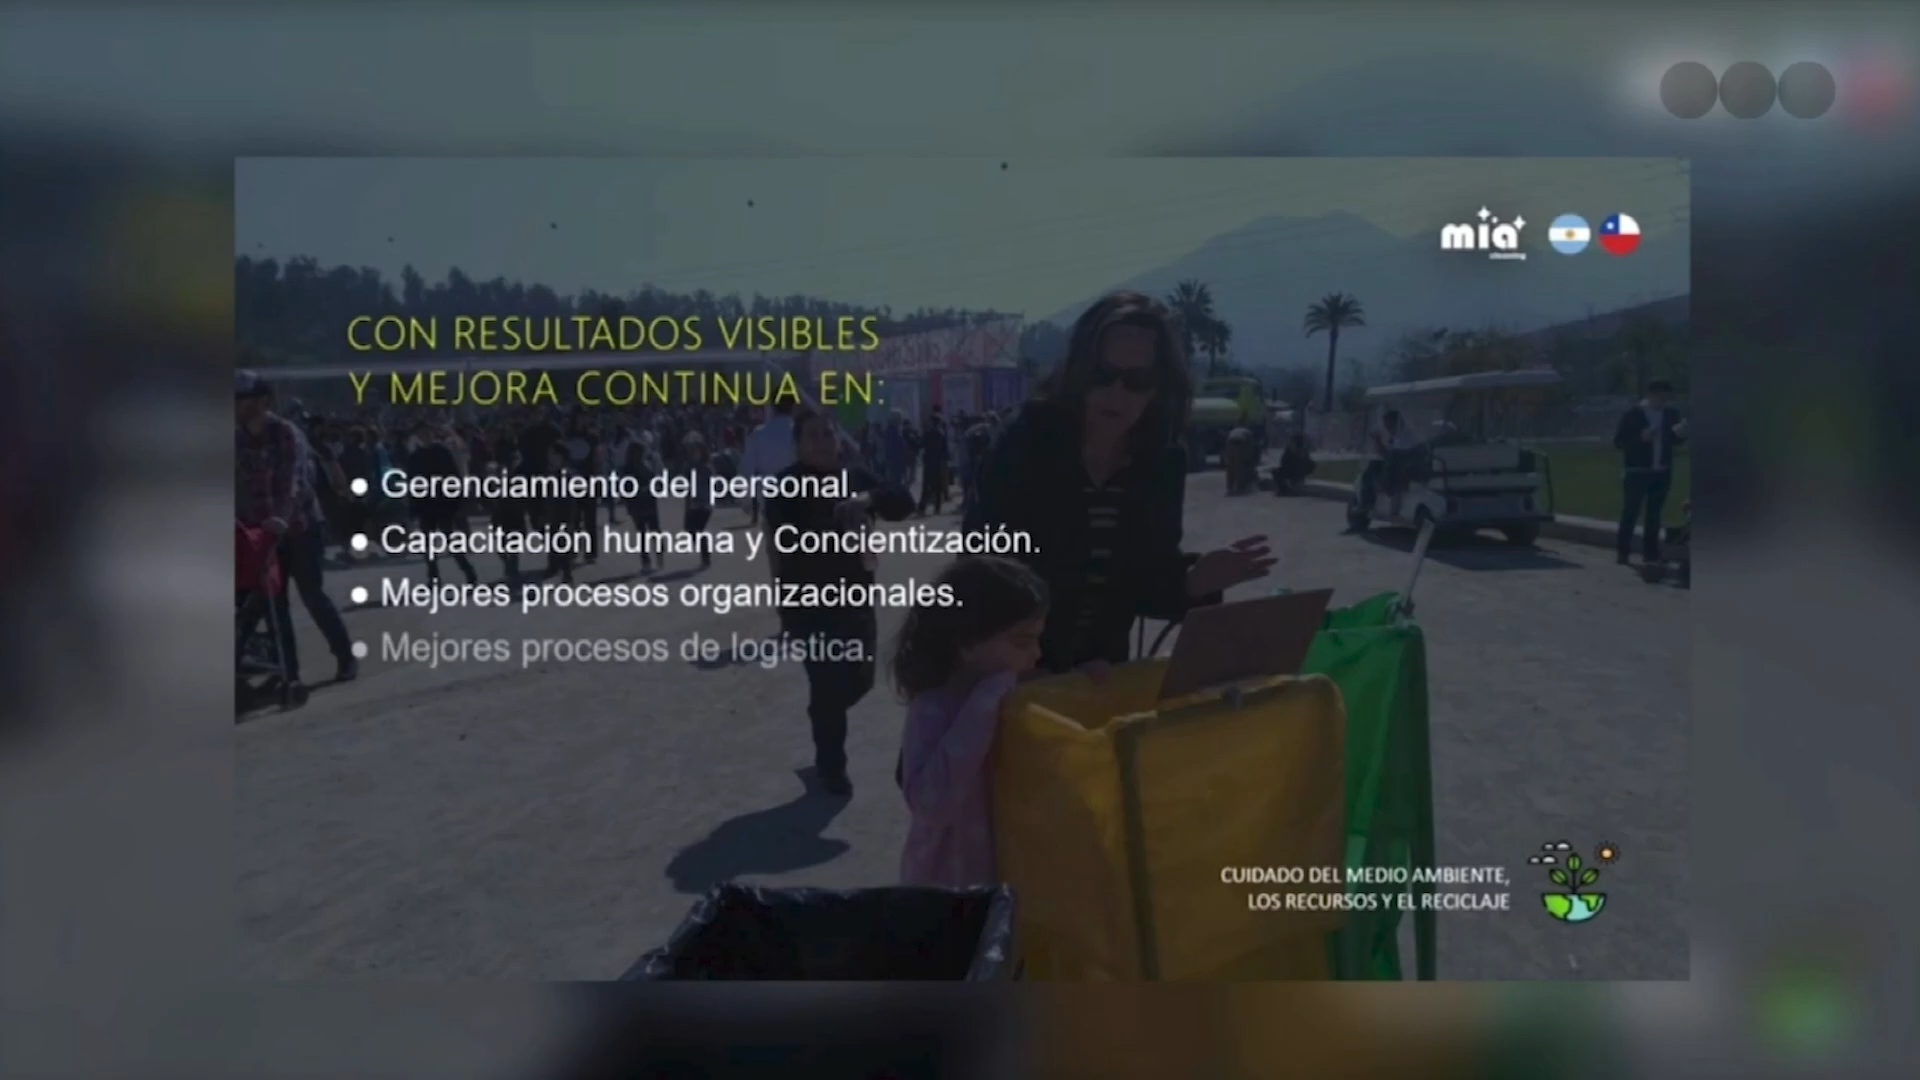 mia
cleaning
CON RESULTADOS VISIBLES
Y MEJORA CONTINUA EN:
• Gerenciamiento del personal.
• Capacitación humana y Concientización.
• Mejores procesos organizacionales.
• Mejores procesos de logística.
CUIDADO DEL MEDIO AMBIENTE,
LOS RECURSOS Y EL RECICLAJE